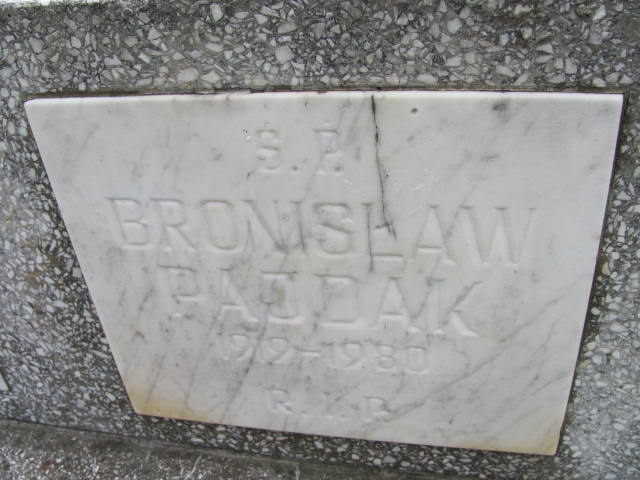 S. P.
BRONISLAW
PAJDAK
1919-1980
R. I. P.